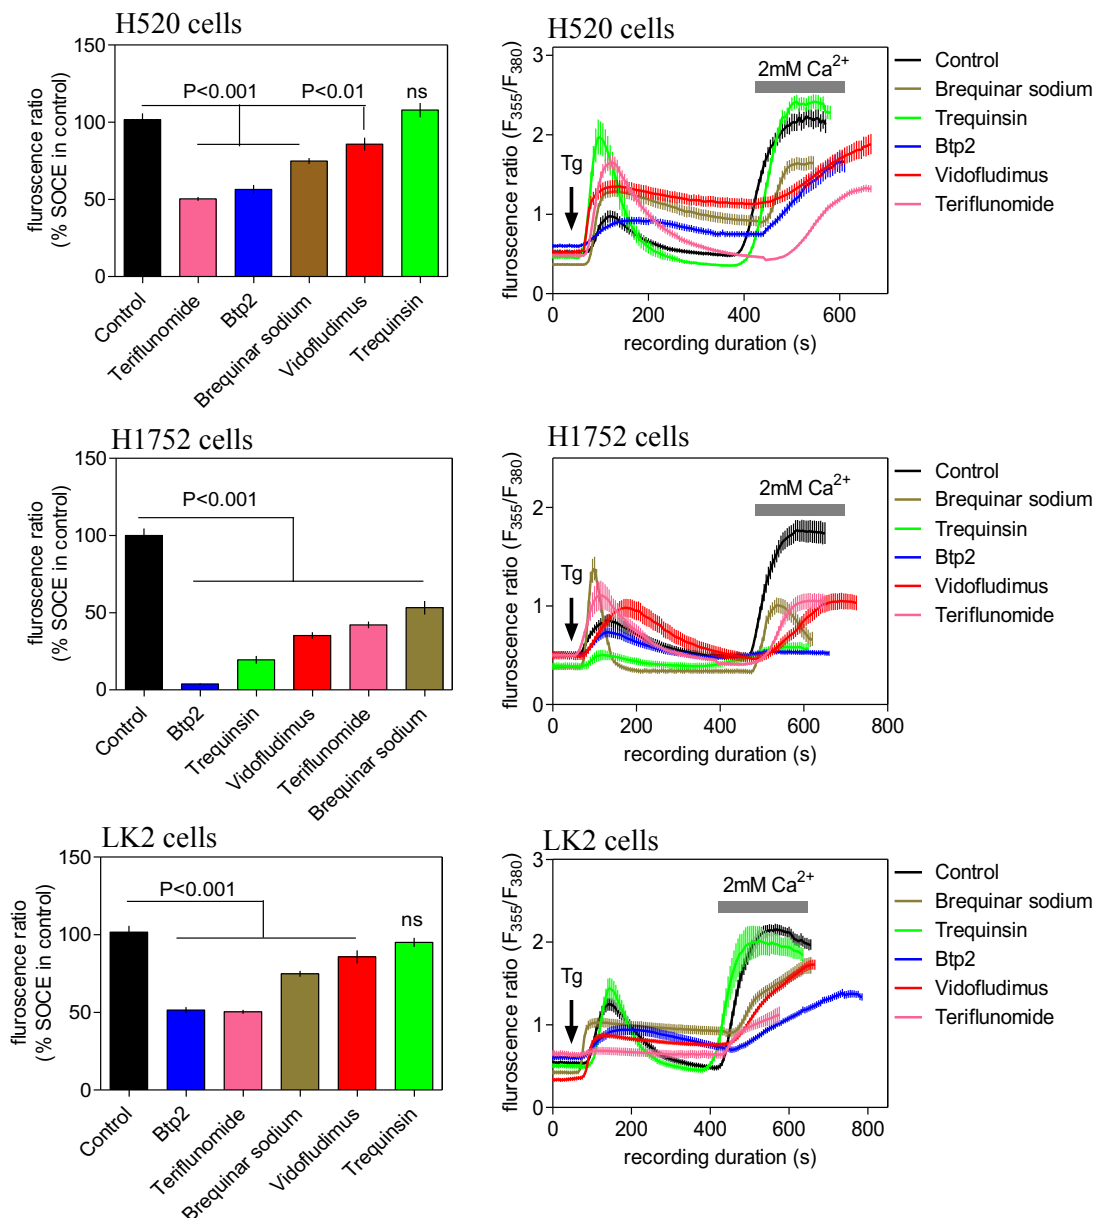 H520 cells
fluroscence ratio
(% SOCE in control)
150
100
50
0
P<0.001
P<0.01
ns
Control
Teriflunomide
Btp2
Brequinar sodium
Vidofludimus
Trequinsin
H520 cells
fluroscence ratio (F355/F380)
3
2
1
0
Tg
2mM Ca2+
0 200 400 600
recording duration (s)
Control
Brequinar sodium
Trequinsin
Btp2
Vidofludimus
Teriflunomide
H1752 cells
fluroscence ratio
(% SOCE in control)
150
100
50
0
P<0.001
Control
Btp2
Trequinsin
Vidofludimus
Teriflunomide
Brequinar sodium
H1752 cells
fluroscence ratio (F355/F380)
2
1
0
Tg
2mM Ca2+
0 200 400 600 800
recording duration (s)
Control
Brequinar sodium
Trequinsin
Btp2
Vidofludimus
Teriflunomide
LK2 cells
fluroscence ratio
(% SOCE in control)
150
100
50
0
P<0.001
ns
Control
Btp2
Teriflunomide
Brequinar sodium
Vidofludimus
Trequinsin
LK2 cells
fluroscence ratio (F355/F380)
3
2
1
0
Tg
2mM Ca2+
0 200 400 600 800
recording duration (s)
Control
Brequinar sodium
Trequinsin
Btp2
Vidofludimus
Teriflunomide